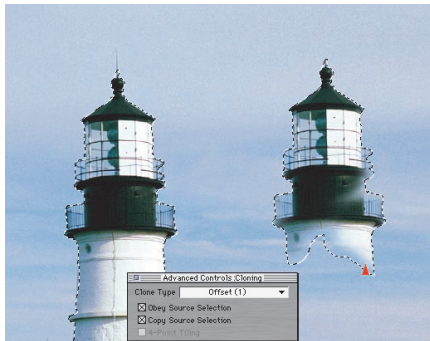 Advanced Controls :Cloning
Clone Type Offset (1)
Obey Source Selection
Copy Source Selection
4-Point Tiling